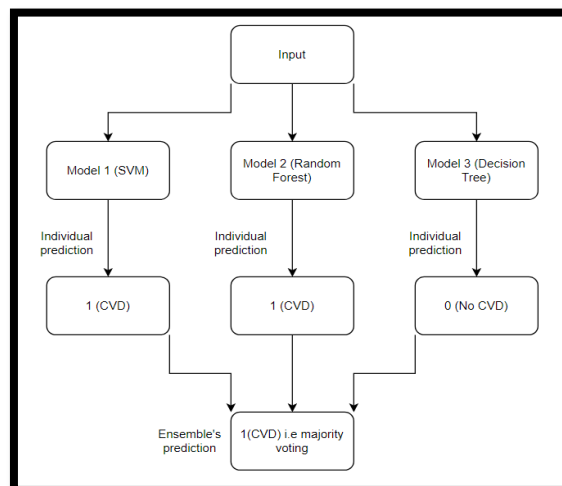 Input
Model 1 (SVM)
Model 2 (Random
Forest)
Model 3 (Decision
Tree)
Individual
prediction
Individual
prediction
Individual
prediction
1 (CVD)
1 (CVD)
0 (No CVD)
Ensemble's
prediction
1(CVD) i.e majority
voting